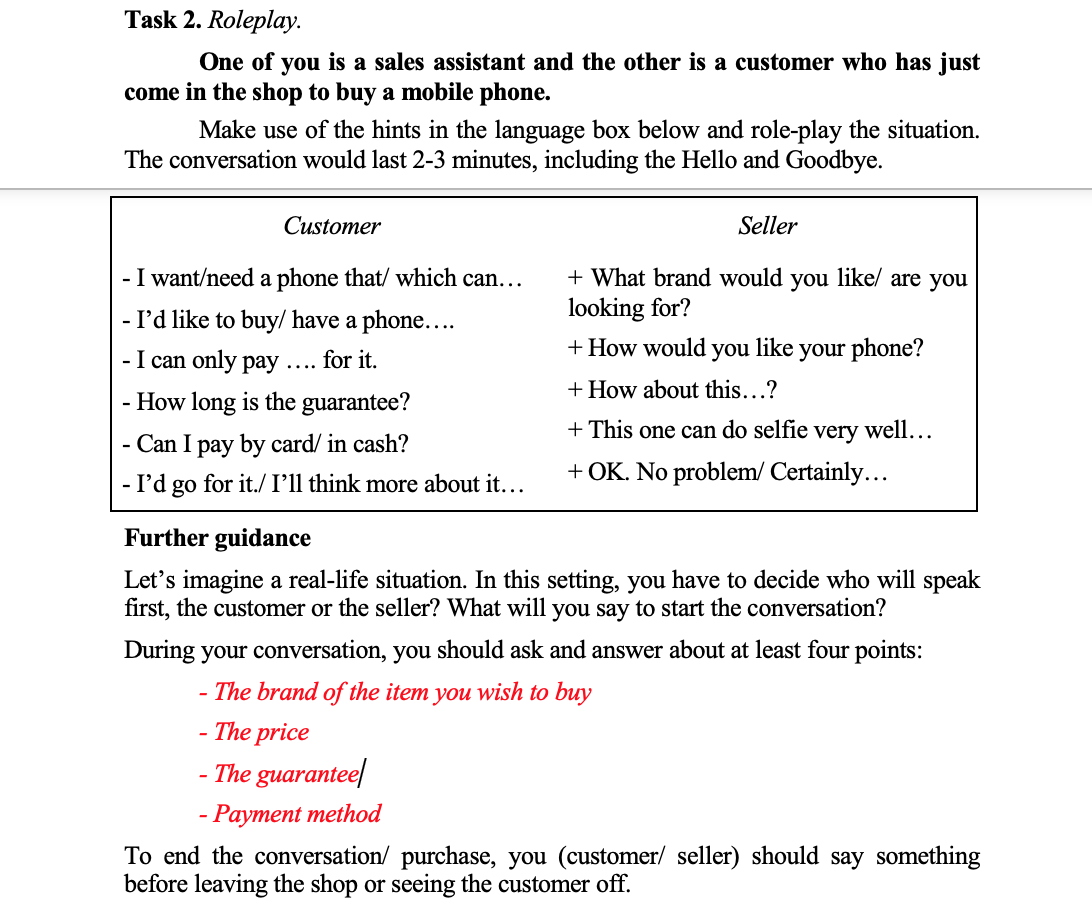 Task 2. Roleplay.
One of you is a sales assistant and the other is a customer who has just
come in the shop to buy a mobile phone.
Make use of the hints in the language box below and role-play the situation.
The conversation would last 2-3 minutes, including the Hello and Goodbye.
Customer
- I want/need a phone that/ which can…
- I’d like to buy/ have a phone….
- I can only pay …. for it.
- How long is the guarantee?
- Can I pay by card/ in cash?
- I’d go for it./ I’ll think more about it…
Seller
+ What brand would you like/ are you
looking for?
+ How would you like your phone?
+ How about this…?
+ This one can do selfie very well…
+ OK. No problem/ Certainly…
Further guidance
Let’s imagine a real-life situation. In this setting, you have to decide who will speak
first, the customer or the seller? What will you say to start the conversation?
During your conversation, you should ask and answer about at least four points:
- The brand of the item you wish to buy
- The price
- The guarantee
- Payment method
To end the conversation/ purchase, you (customer/ seller) should say something
before leaving the shop or seeing the customer off.